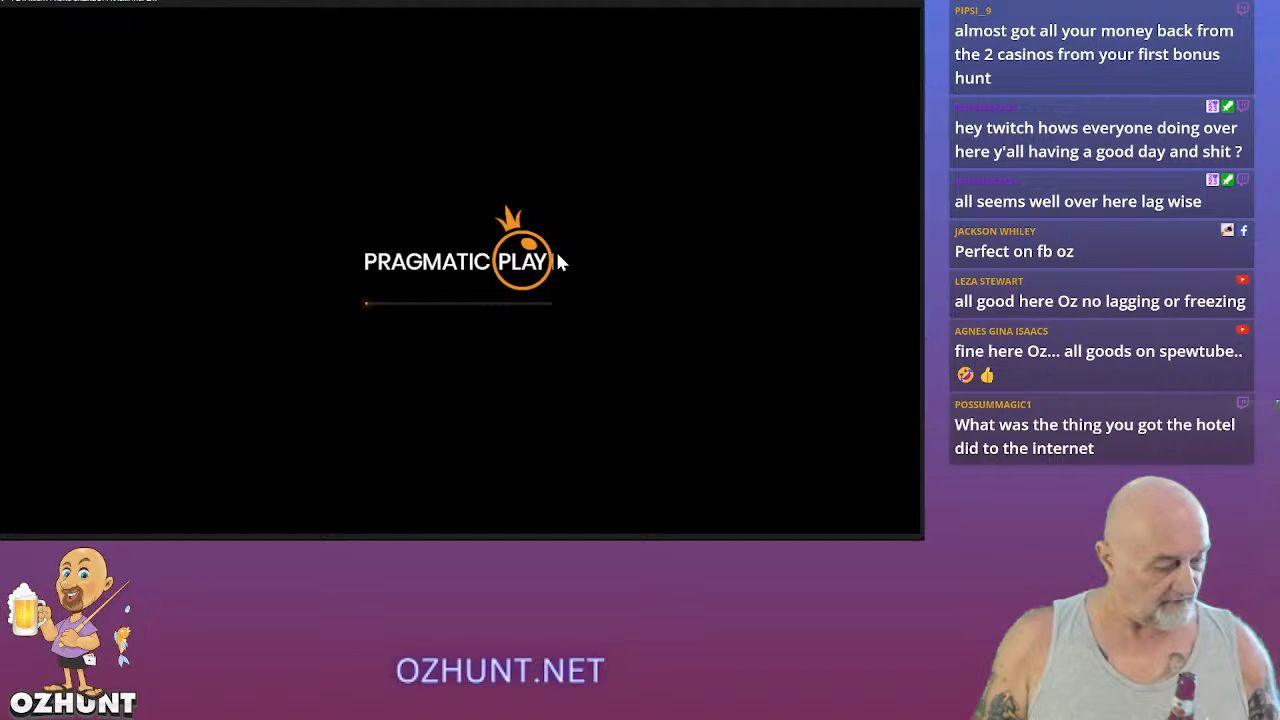 PRAGMATIC PLAY
PIPSI__9
almost got all your money back from
the 2 casinos from your first bonus
hunt
hey twitch hows everyone doing over
here y'all having a good day and shit ?
all seems well over here lag wise
JACKSON WHILEY
Perfect on fb oz
LEZA STEWART
all good here Oz no lagging or freezing
AGNES GINA ISAACS
fine here Oz... all goods on spewtube..
🤣 👍
POSSUMMAGIC1
What was the thing you got the hotel
did to the internet
OZHUNT
OZHUNT.NET